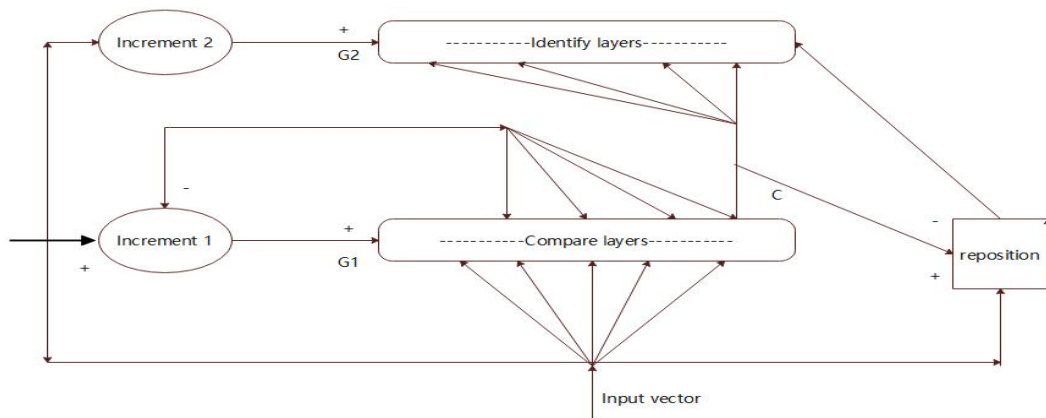 Increment 2
+
G2
------------Identify layers-----------
-
Increment 1
+
+
G1
------------Compare layers------------
C
-
reposition
+
Input vector